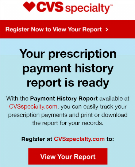 CVS specialty
Register Now to View Your Report >
Your prescription
payment history
report is ready
With the Payment History Report available at
CVSspecialty.com, you can easily track your
prescription payments and print or download
the report for your records.
Register at CVSspecialty.com to:
View Your Report